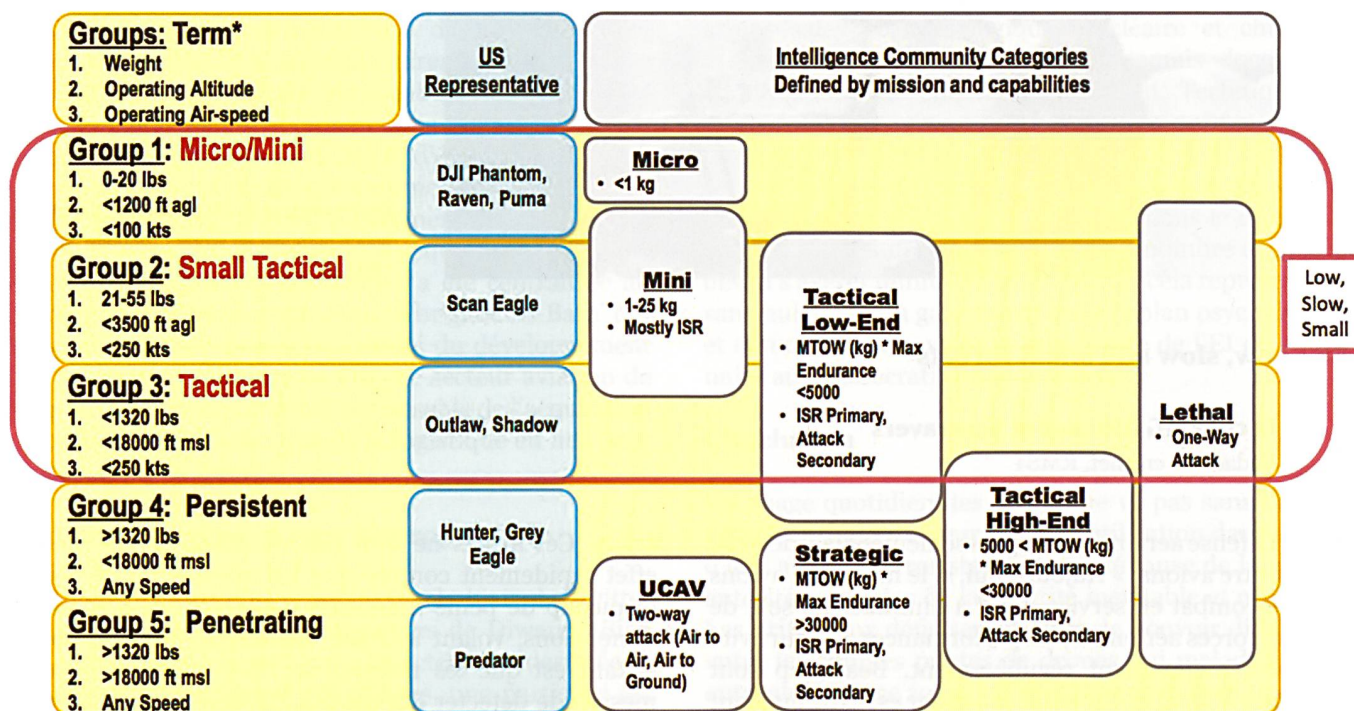 Groups: Term*
1. Weight
2. Operating Altitude
3. Operating Air-speed
US
Representative
Intelligence Community Categories
Defined by mission and capabilities
Group 1: Micro/Mini
1. 0-20 lbs
2. <1200 ft agl
3. <100 kts
DJI Phantom,
Raven, Puma
Micro
• <1 kg
Group 2: Small Tactical
1. 21-55 lbs
2. <3500 ft agl
3. <250 kts
Scan Eagle
Mini
• 1-25 kg
• Mostly ISR
Tactical
Low-End
• MTOW (kg) * Max
Endurance
<5000
• ISR Primary,
Attack
Secondary
Low,
Slow,
Small
Group 3: Tactical
1. <1320 lbs
2. <18000 ft msl
3. <250 kts
Outlaw, Shadow
Lethal
• One-Way
Attack
Group 4: Persistent
1. >1320 lbs
2. <18000 ft msl
3. Any Speed
Hunter, Grey
Eagle
Tactical
High-End
• 5000 < MTOW (kg)
* Max Endurance
<30000
• ISR Primary,
Attack Secondary
Group 5: Penetrating
1. >1320 lbs
2. >18000 ft msl
3. Any Speed
Predator
UCAV
• Two-way
attack (Air to
Air, Air to
Ground)
Strategic
• MTOW (kg) *
Max Endurance
>30000
• ISR Primary,
Attack
Secondary